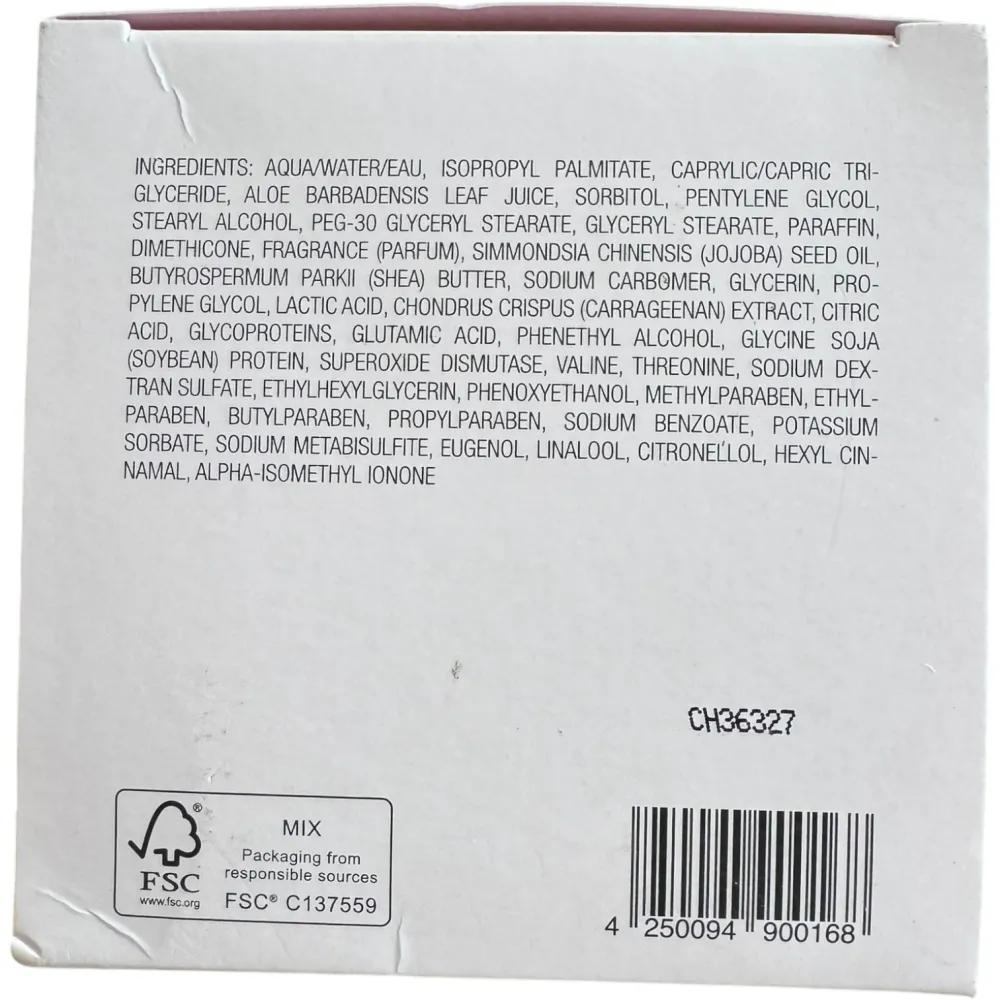 INGREDIENTS: AQUA/WATER/EAU, ISOPROPYL PALMITATE, CAPRYLIC/CAPRIC TRI-
GLYCERIDE, ALOE BARBADENSIS LEAF JUICE, SORBITOL, PENTYLENE GLYCOL,
STEARYL ALCOHOL, PEG-30 GLYCERYL STEARATE, GLYCERYL STEARATE, PARAFFIN,
DIMETHICONE, FRAGRANCE (PARFUM), SIMMONDSIA CHINENSIS (JOJOBA) SEED OIL,
BUTYROSPERMUM PARKII (SHEA) BUTTER, SODIUM CARBOMER, GLYCERIN, PRO-
PYLENE GLYCOL, LACTIC ACID, CHONDRUS CRISPUS (CARRAGEENAN) EXTRACT, CITRIC
ACID, GLYCOPROTEINS, GLUTAMIC ACID, PHENETHYL ALCOHOL, GLYCINE SOJA
(SOYBEAN) PROTEIN, SUPEROXIDE DISMUTASE, VALINE, THREONINE, SODIUM DEX-
TRAN SULFATE, ETHYLHEXYLGLYCERIN, PHENOXYETHANOL, METHYLPARABEN, ETHYL-
PARABEN, BUTYLPARABEN, PROPYLPARABEN, SODIUM BENZOATE, POTASSIUM
SORBATE, SODIUM METABISULFITE, EUGENOL, LINALOOL, CITRONELLOL, HEXYL CIN-
NAMAL, ALPHA-ISOMETHYL IONONE
CH36327
®
FSC
www.fsc.org
MIX
Packaging from
responsible sources
FSC® C137559
4 250094 900168